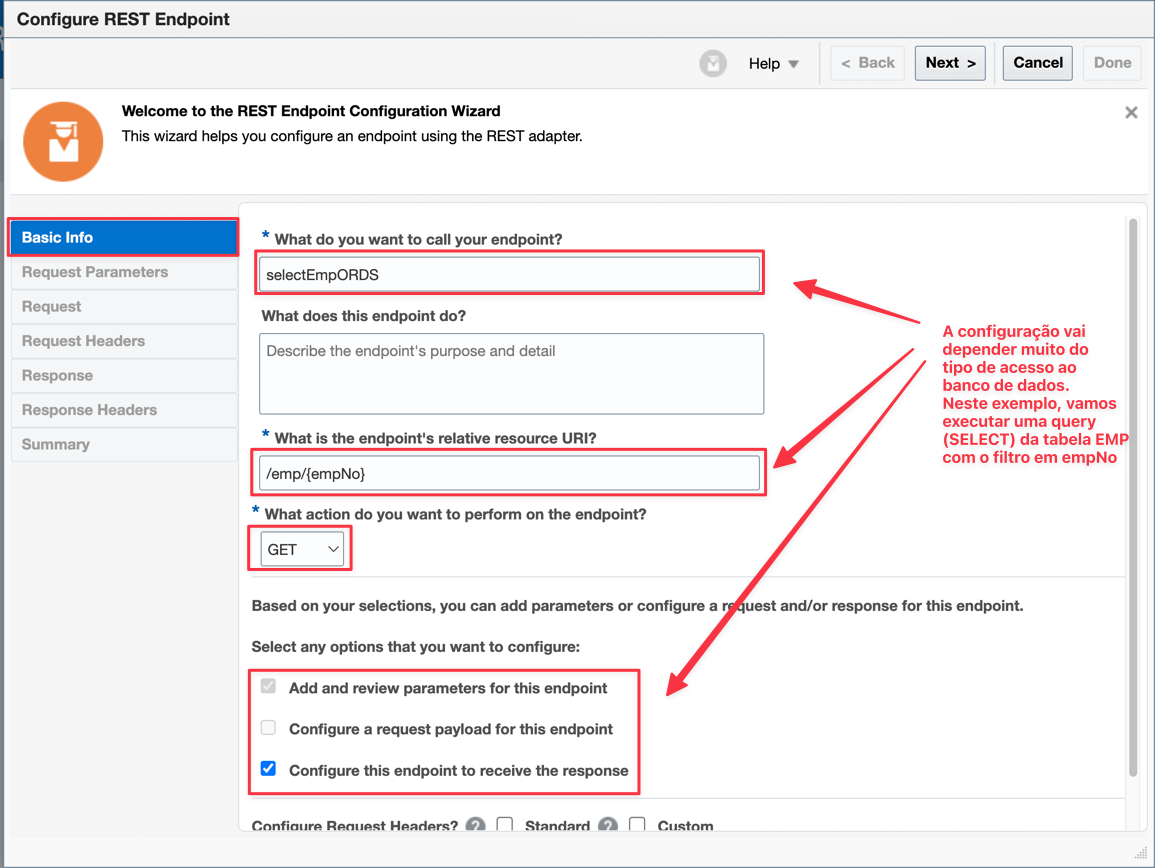 Configure REST Endpoint
Help
< Back
Next >
Cancel
Done
Welcome to the REST Endpoint Configuration Wizard
This wizard helps you configure an endpoint using the REST adapter.
Basic Info
Request Parameters
Request
Request Headers
Response
Response Headers
Summary
* What do you want to call your endpoint?
selectEmpORDS
What does this endpoint do?
Describe the endpoint's purpose and detail
* What is the endpoint's relative resource URI?
/emp/{empNo}
* What action do you want to perform on the endpoint?
GET
Based on your selections, you can add parameters or configure a request and/or response for this endpoint.
Select any options that you want to configure:
Add and review parameters for this endpoint
Configure a request payload for this endpoint
Configure this endpoint to receive the response
Configure Request Headers? ? Standard ? Custom
A configuração vai
depender muito do
tipo de acesso ao
banco de dados.
Neste exemplo, vamos
executar uma query
(SELECT) da tabela EMP
com o filtro em empNo